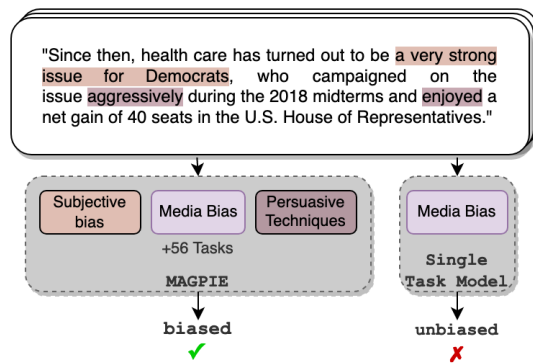 "Since then, health care has turned out to be a very strong
issue for Democrats, who campaigned on the
issue aggressively during the 2018 midterms and enjoyed a
net gain of 40 seats in the U.S. House of Representatives."
Subjective
bias
Media Bias
Persuasive
Techniques
+56 Tasks
MAGPIE
biased
✓
Media Bias
Single
Task Model
unbiased
✗